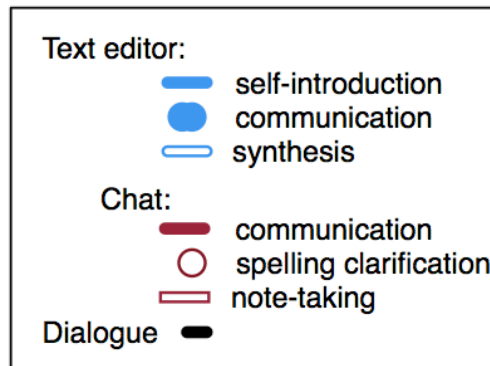 Text editor:
self-introduction
communication
synthesis
Chat:
communication
spelling clarification
note-taking
Dialogue